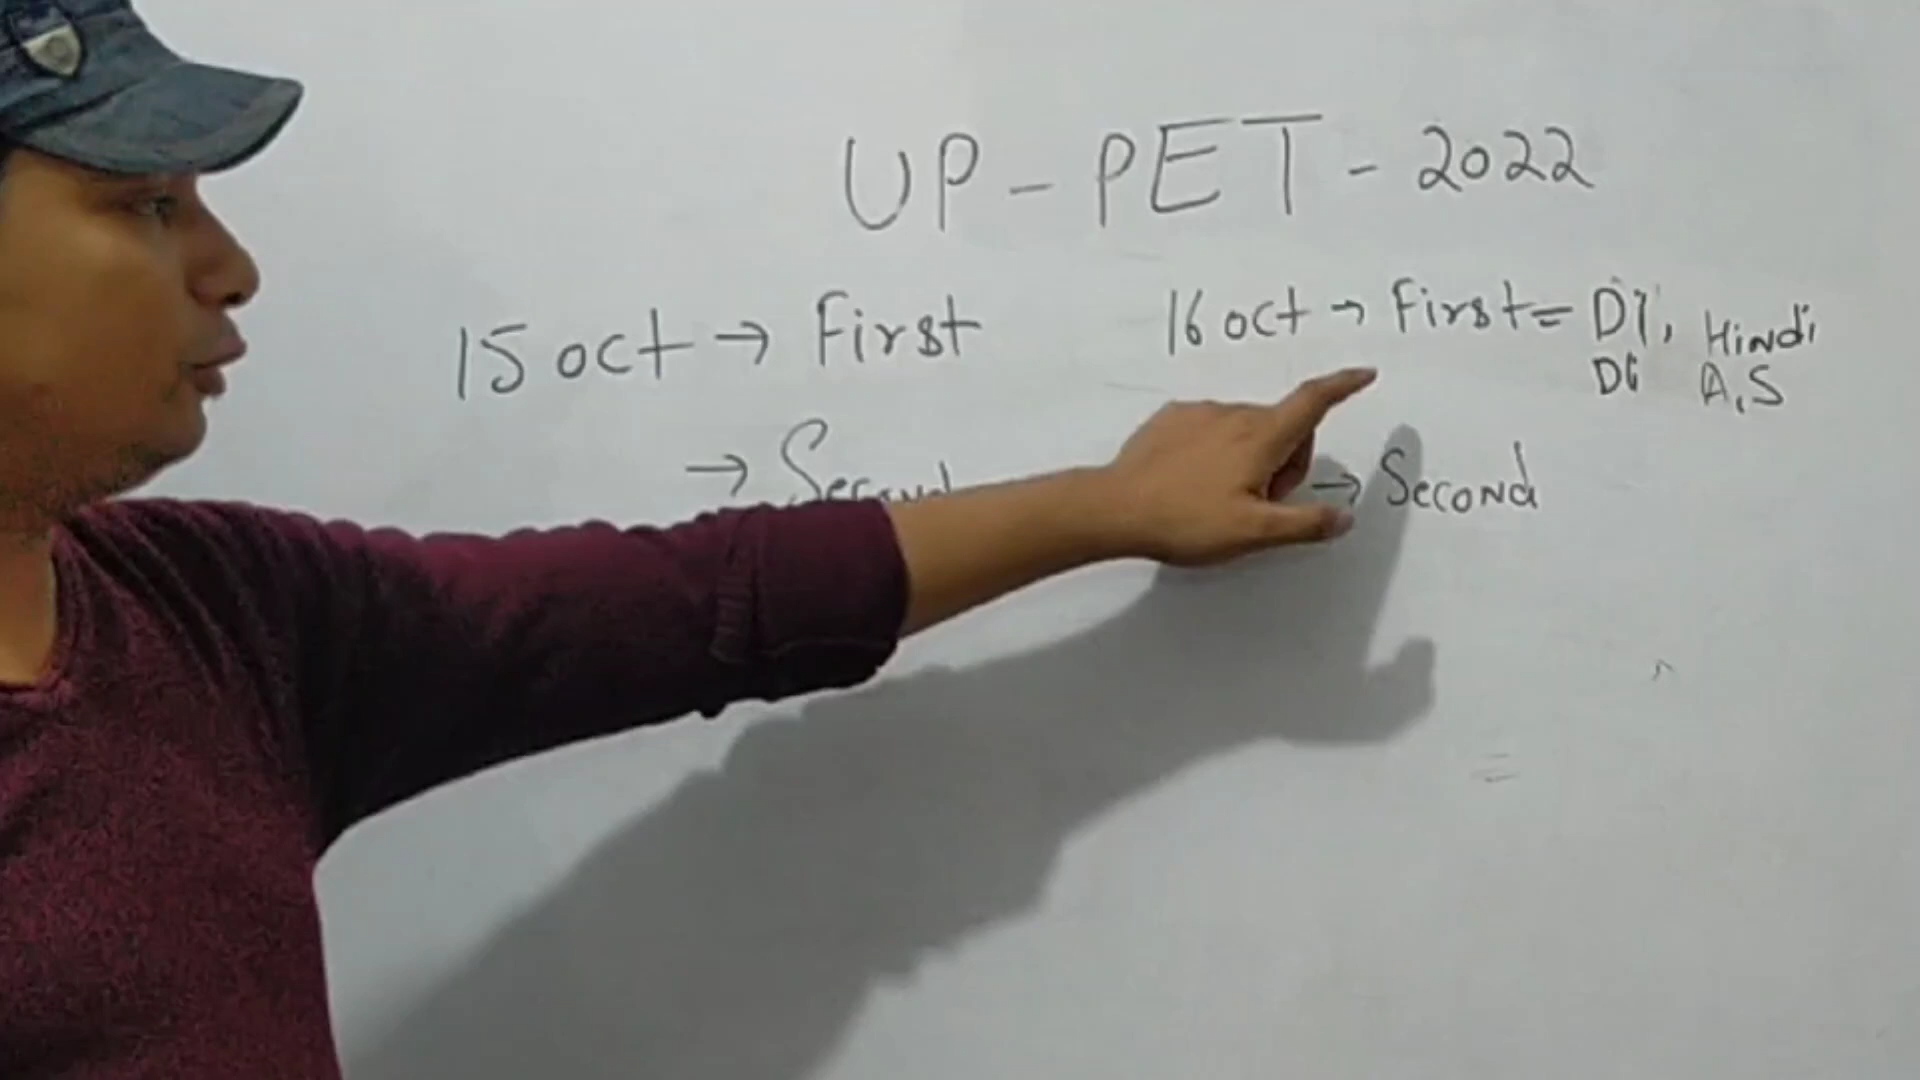 UP - PET - 2022
15 oct → First
→ Second
16 oct → First = DI, Hindi
DG A, S
→ Second